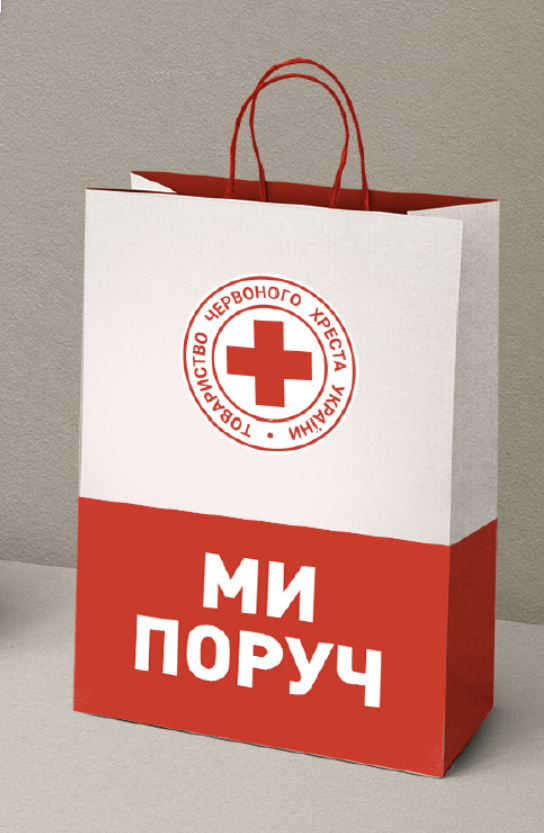 ТОВАРИСТВО ЧЕРВОНОГО ХРЕСТА УКРАЇНИ •
МИ
ПОРУЧ